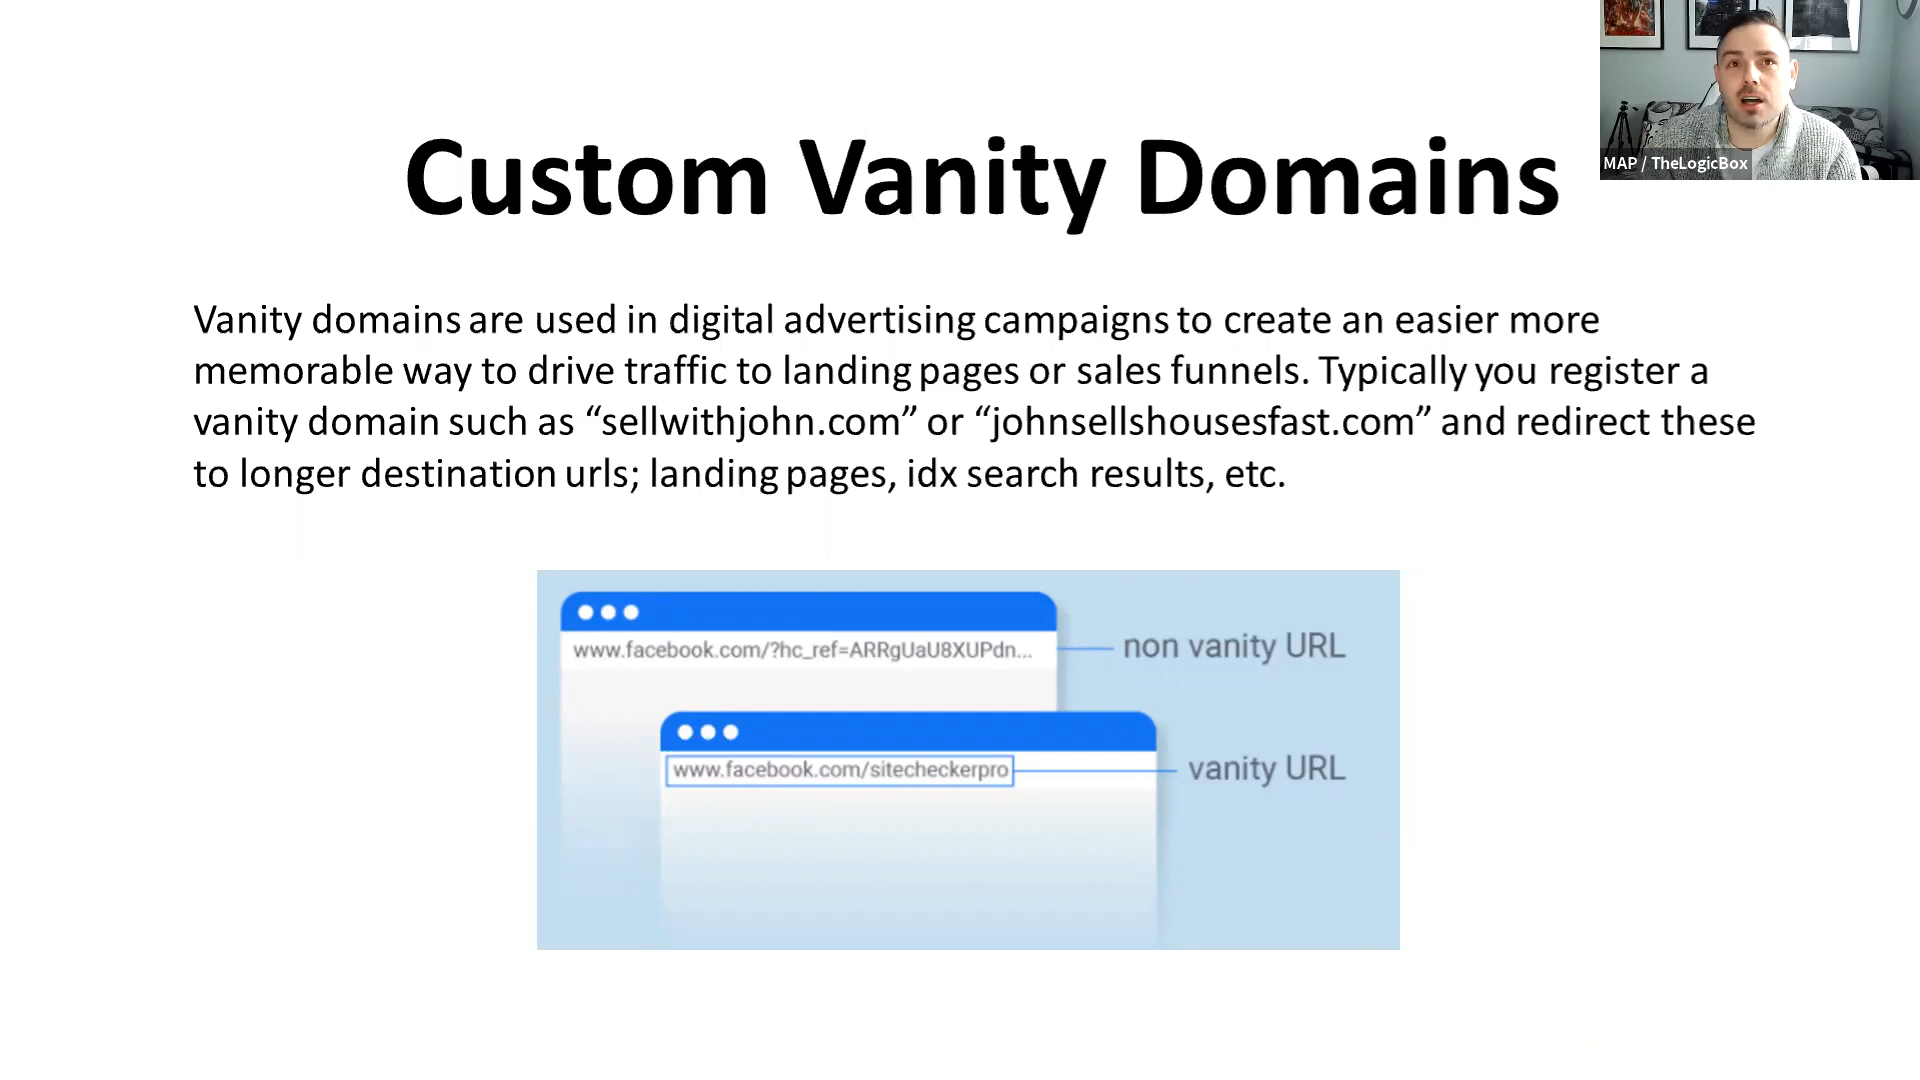 MAP / TheLogicBox
Custom Vanity Domains
Vanity domains are used in digital advertising campaigns to create an easier more
memorable way to drive traffic to landing pages or sales funnels. Typically you register a
vanity domain such as “sellwithjohn.com” or “johnsellshousesfast.com” and redirect these
to longer destination urls; landing pages, idx search results, etc.
www.facebook.com/?hc_ref=ARRgUaU8XUPdn...
non vanity URL
www.facebook.com/sitecheckerpro
vanity URL